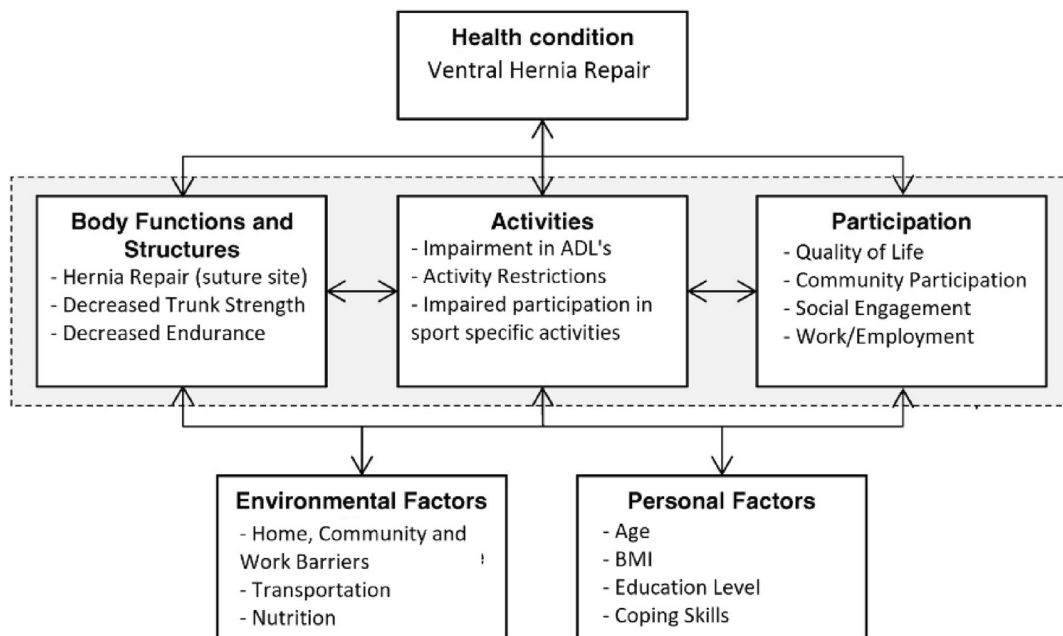 Health condition
Ventral Hernia Repair
Body Functions and
Structures
- Hernia Repair (suture site)
- Decreased Trunk Strength
- Decreased Endurance
Activities
- Impairment in ADL's
- Activity Restrictions
- Impaired participation in
sport specific activities
Participation
- Quality of Life
- Community Participation
- Social Engagement
- Work/Employment
Environmental Factors
- Home, Community and
Work Barriers
- Transportation
- Nutrition
Personal Factors
- Age
- BMI
- Education Level
- Coping Skills